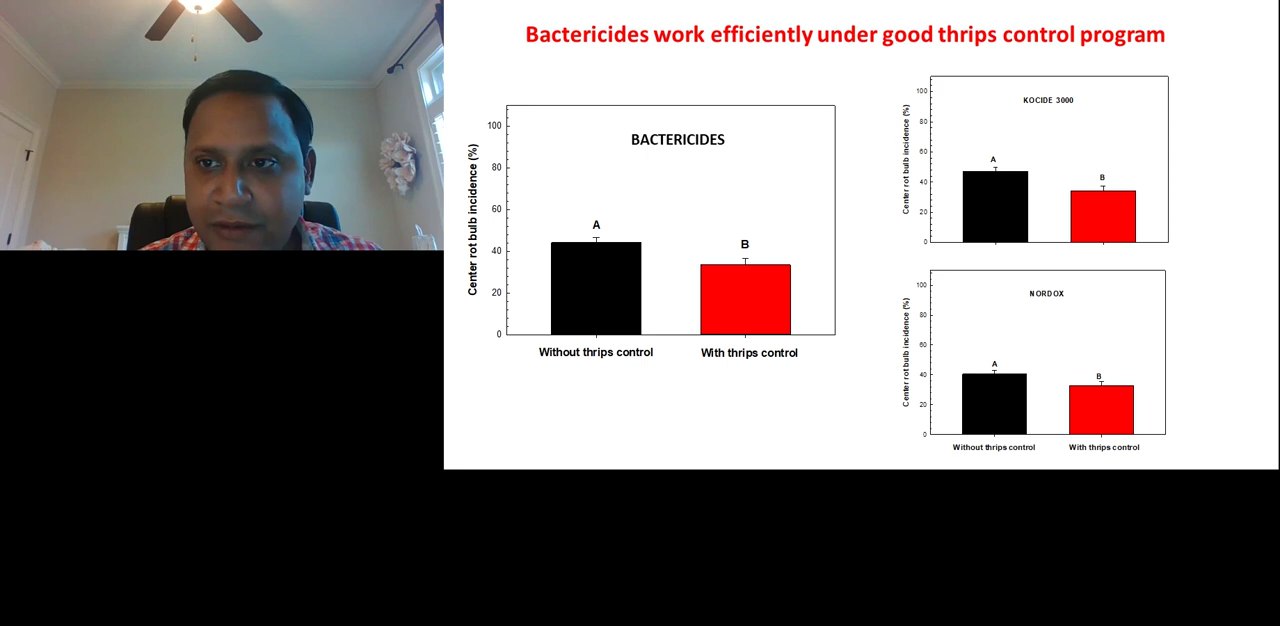 Bactericides work efficiently under good thrips control program
BACTERICIDES
Center rot bulb incidence (%)
100
80
60
40
20
0
A
B
Without thrips control
With thrips control
KOCIDE 3000
Center rot bulb incidence (%)
100
80
60
40
20
0
A
B
NORDOX
Center rot bulb incidence (%)
100
80
60
40
20
0
A
B
Without thrips control
With thrips control